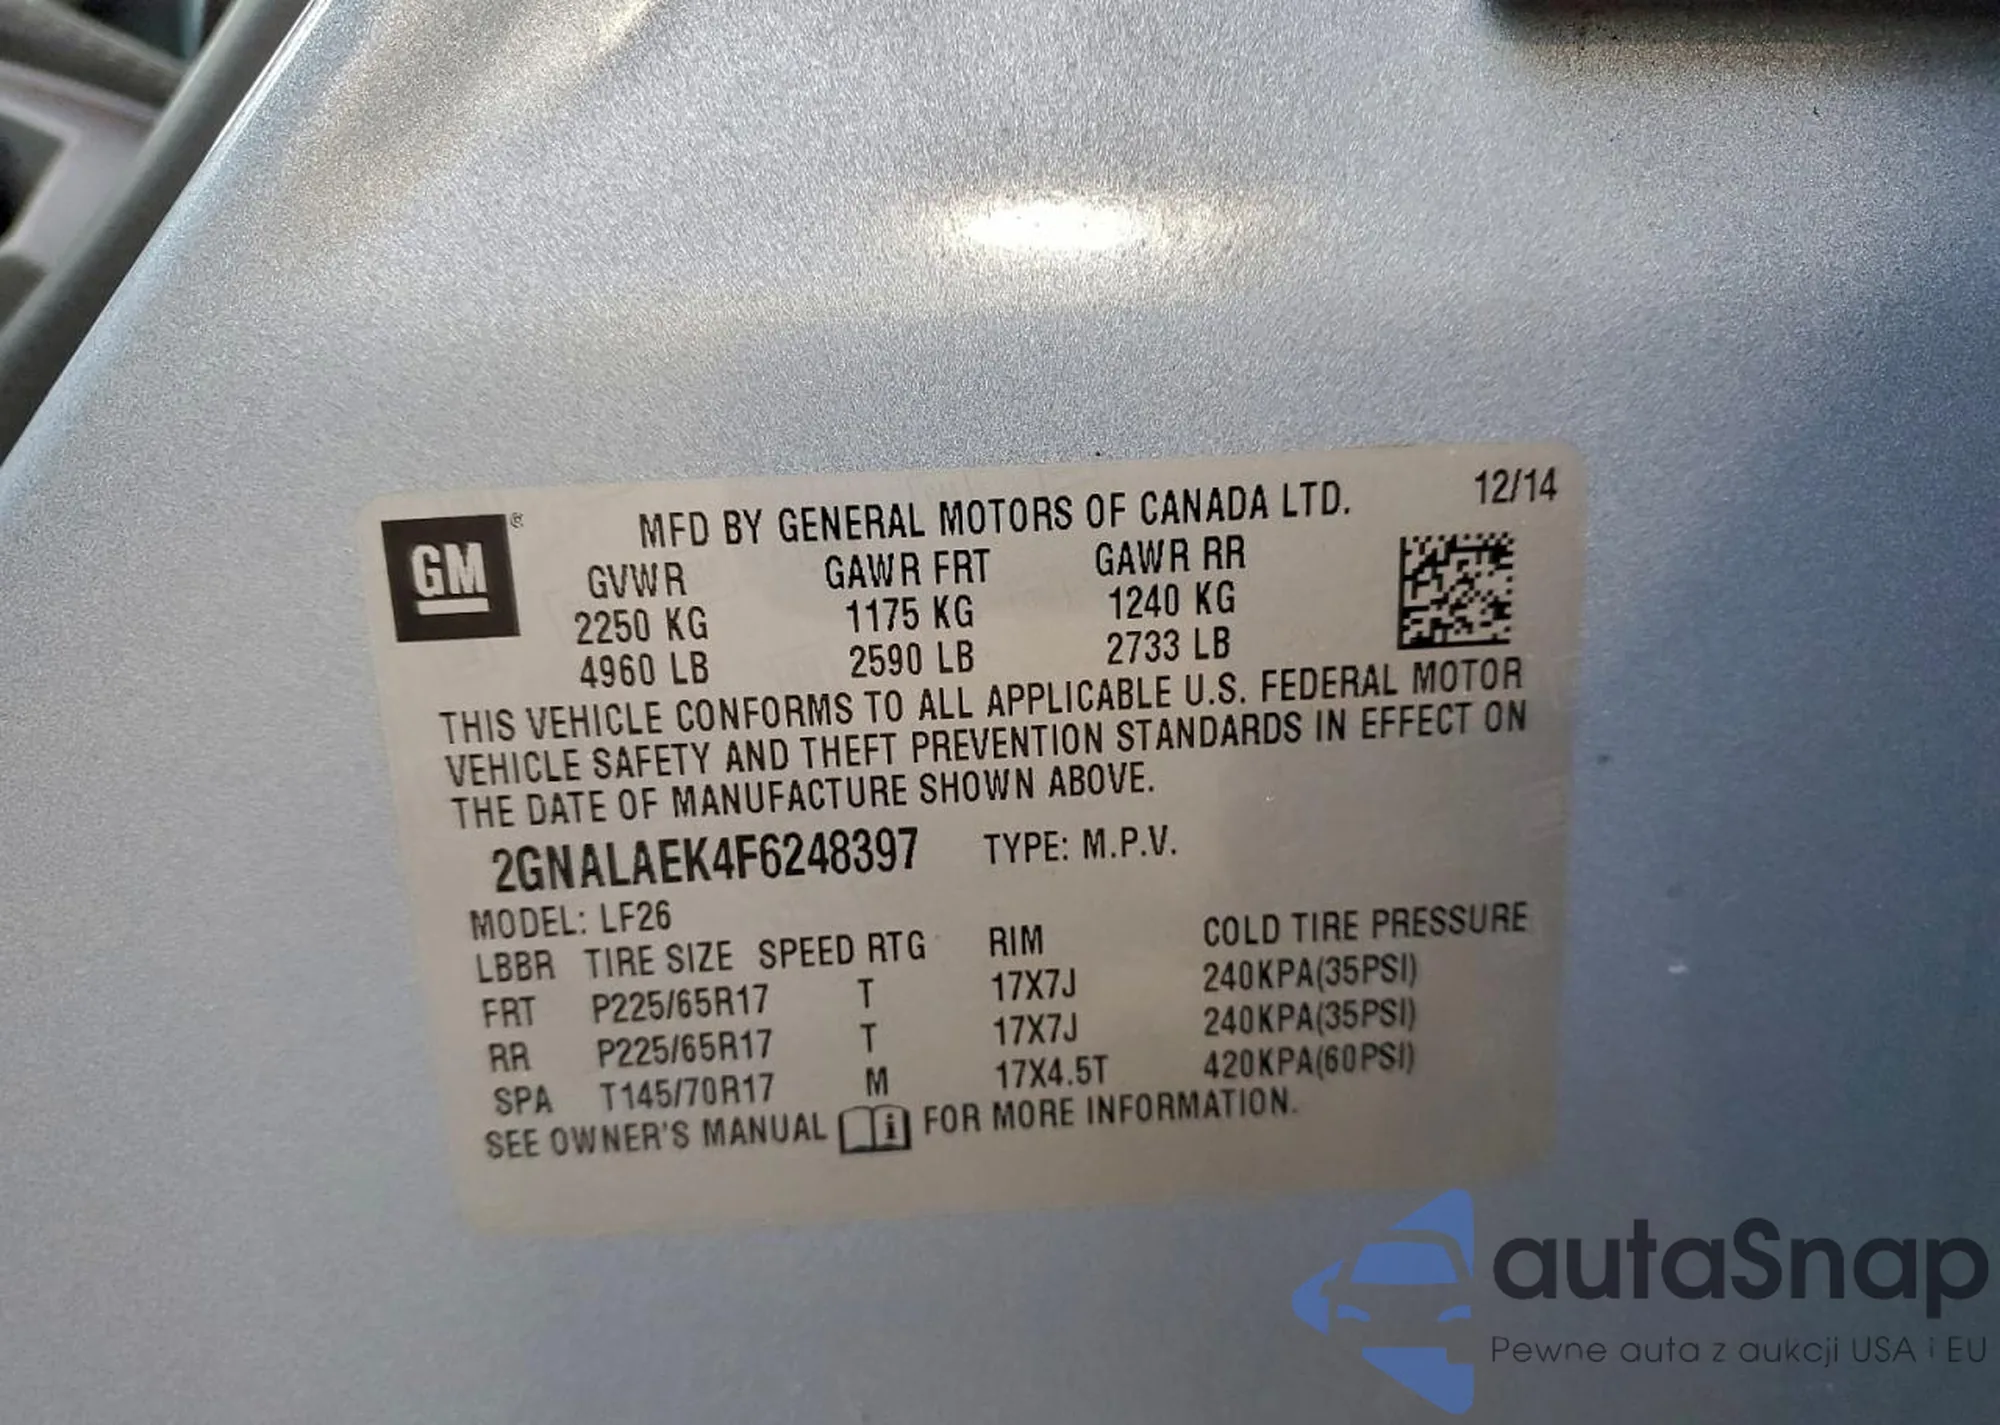 GM ®
MFD BY GENERAL MOTORS OF CANADA LTD. 12/14
GVWR GAWR FRT GAWR RR
2250 KG 1175 KG 1240 KG
4960 LB 2590 LB 2733 LB
THIS VEHICLE CONFORMS TO ALL APPLICABLE U.S. FEDERAL MOTOR
VEHICLE SAFETY AND THEFT PREVENTION STANDARDS IN EFFECT ON
THE DATE OF MANUFACTURE SHOWN ABOVE.
2GNALAEK4F6248397 TYPE: M.P.V.
MODEL: LF26
LBBR TIRE SIZE SPEED RTG RIM COLD TIRE PRESSURE
FRT P225/65R17 T 17X7J 240KPA(35PSI)
RR P225/65R17 T 17X7J 240KPA(35PSI)
SPA T145/70R17 M 17X4.5T 420KPA(60PSI)
SEE OWNER'S MANUAL i FOR MORE INFORMATION.
autaSnap
Pewne auta z aukcji USA i EU